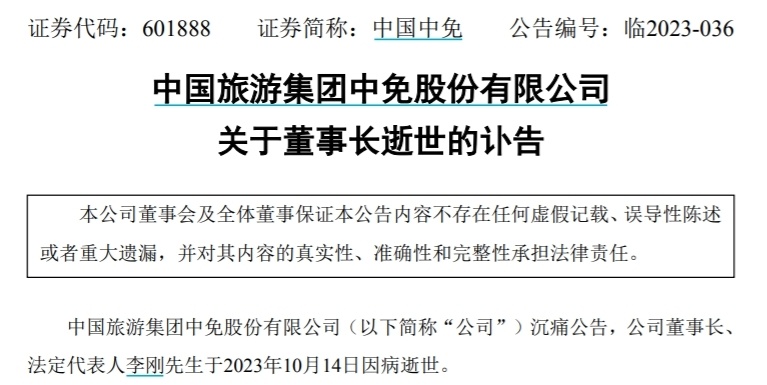 证券代码：601888 证券简称：中国中免 公告编号：临2023-036
中国旅游集团中免股份有限公司
关于董事长逝世的讣告
本公司董事会及全体董事保证本公告内容不存在任何虚假记载、误导性陈述
或者重大遗漏，并对其内容的真实性、准确性和完整性承担法律责任。
中国旅游集团中免股份有限公司（以下简称“公司”）沉痛公告，公司董事长、
法定代表人李刚先生于2023年10月14日因病逝世。